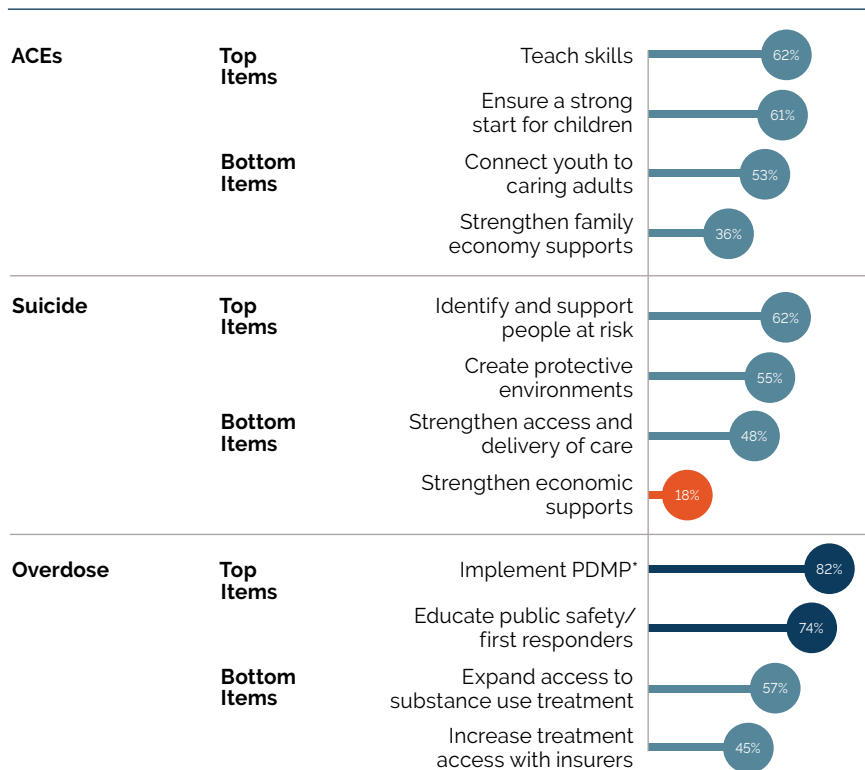 ACEs
Top
Items
Teach skills
62%
Ensure a strong
start for children
61%
Bottom
Items
Connect youth to
caring adults
53%
Strengthen family
economy supports
36%
Suicide
Top
Items
Identify and support
people at risk
62%
Create protective
environments
55%
Bottom
Items
Strengthen access and
delivery of care
48%
Strengthen economic
supports
18%
Overdose
Top
Items
Implement PDMP*
82%
Educate public safety/
first responders
74%
Bottom
Items
Expand access to
substance use treatment
57%
Increase treatment
access with insurers
45%